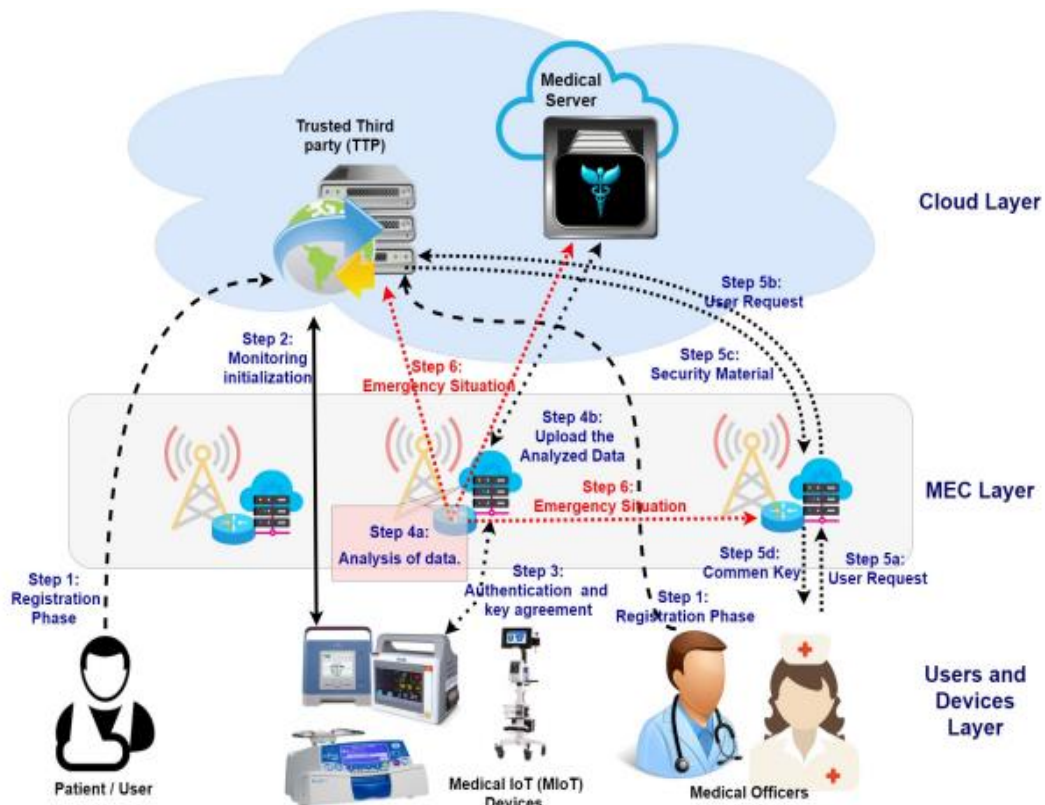 Medical
Server
Trusted Third
party (TTP)
Cloud Layer
Step 5b:
User Request
Step 2:
Monitoring
initialization
Step 5c:
Security Material
Step 6:
Emergency Situation
Step 4b:
Upload the
Analyzed Data
MEC Layer
Step 6:
Emergency Situation
Step 4a:
Analysis of data.
Step 5d:
Commen Key
Step 5a:
User Request
Step 3:
Authentication and
key agreement
Step 1:
Registration
Phase
Step 1:
Registration Phase
Users and
Devices
Layer
Patient / User
Medical IoT (MIoT)
Devices
Medical Officers